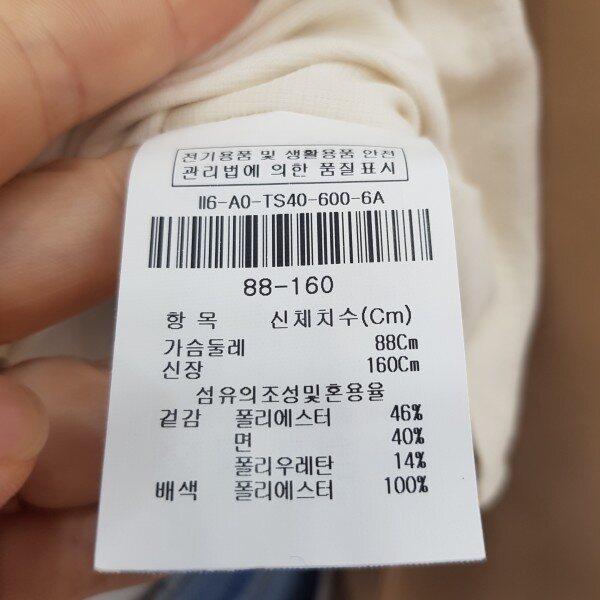 전기용품 및 생활용품 안전
관리법에 의한 품질표시
II6-A0-TS40-600-6A
88-160
항 목 신체치수(Cm)
가슴둘레 88Cm
신장 160Cm
섬유의조성및혼용율
겉감 폴리에스터 46%
면 40%
폴리우레탄 14%
배색 폴리에스터 100%